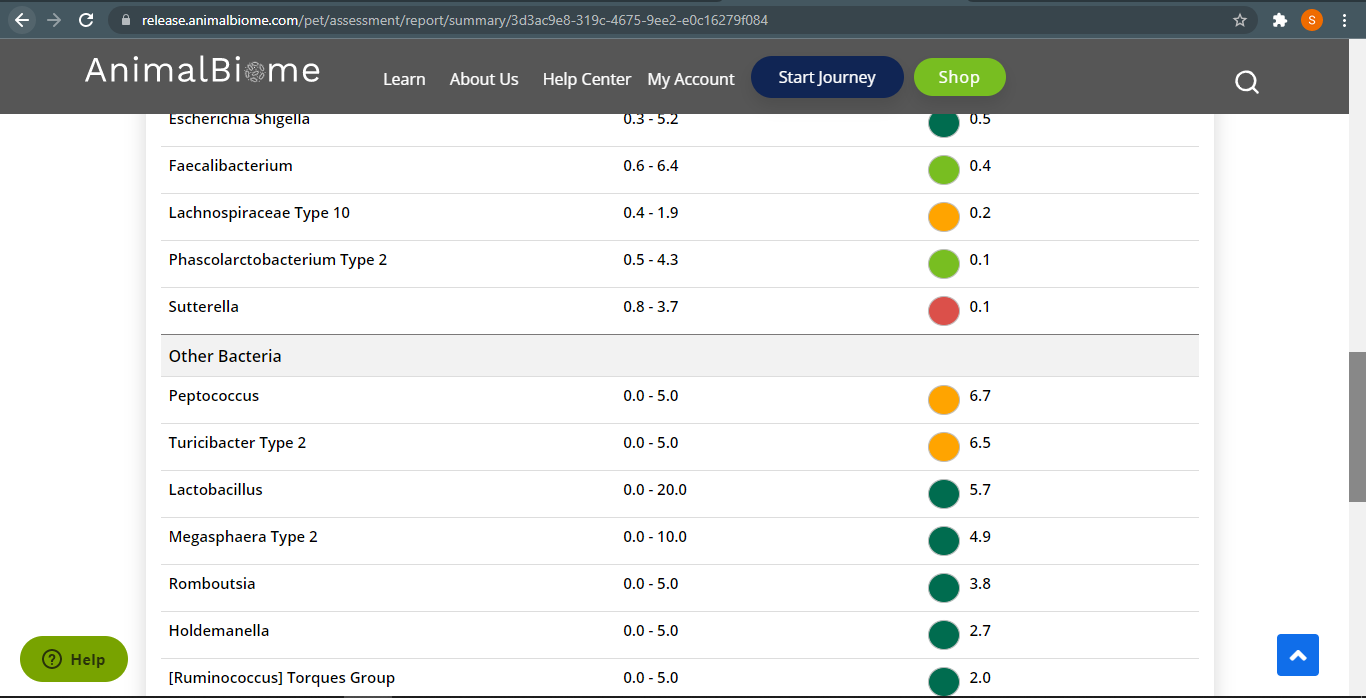 release.animalbiome.com/pet/assessment/report/summary/3d3ac9e8-319c-4675-9ee2-e0c16279f084
S
AnimalBiome
Learn About Us Help Center My Account Start Journey Shop
Escherichia Shigella 0.3 - 5.2 0.5
Faecalibacterium 0.6 - 6.4 0.4
Lachnospiraceae Type 10 0.4 - 1.9 0.2
Phascolarctobacterium Type 2 0.5 - 4.3 0.1
Sutterella 0.8 - 3.7 0.1
Other Bacteria
Peptococcus 0.0 - 5.0 6.7
Turicibacter Type 2 0.0 - 5.0 6.5
Lactobacillus 0.0 - 20.0 5.7
Megasphaera Type 2 0.0 - 10.0 4.9
Romboutsia 0.0 - 5.0 3.8
Holdemanella 0.0 - 5.0 2.7
[Ruminococcus] Torques Group 0.0 - 5.0 2.0
? Help